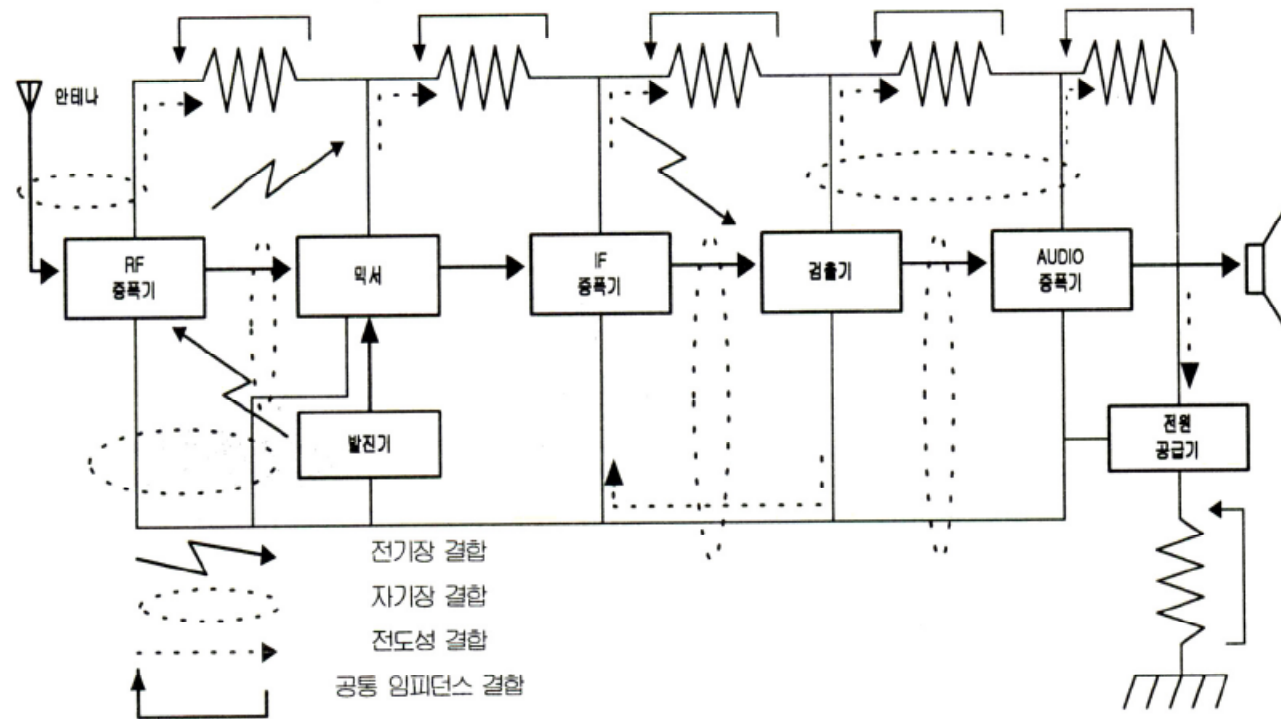 안테나
RF
증폭기
믹서
IF
증폭기
검출기
AUDIO
증폭기
발진기
전원
공급기
전기장 결합
자기장 결합
전도성 결합
공통 임피던스 결합